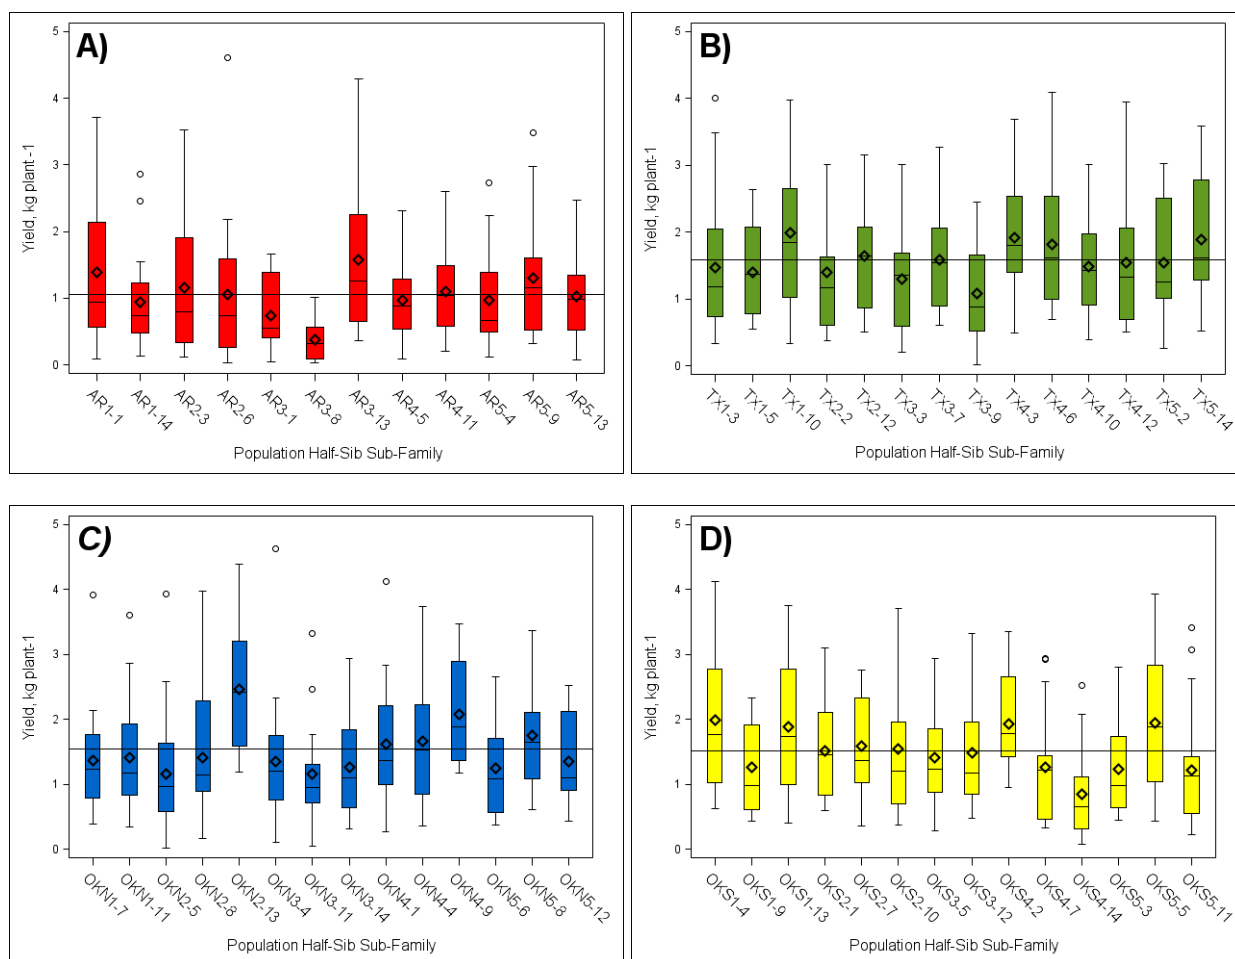 A)
Yield, kg plant -1
5
4
3
2
1
0
AR1-1
AR1-14
AR2-3
AR2-6
AR3-1
AR3-8
AR3-13
AR4-5
AR4-11
AR5-4
AR5-9
AR5-13
Population Half-Sib Sub-Family
B)
Yield, kg plant-1
5
4
3
2
1
0
TX1-3
TX1-5
TX1-10
TX2-2
TX2-12
TX3-3
TX3-7
TX3-9
TX4-3
TX4-6
TX4-10
TX4-12
TX5-2
TX5-14
Population Half-Sib Sub-Family
C)
Yield, kg plant-1
5
4
3
2
1
0
OKN1-7
OKN1-11
OKN2-5
OKN2-8
OKN2-13
OKN3-4
OKN3-11
OKN3-14
OKN4-1
OKN4-4
OKN4-9
OKN5-6
OKN5-8
OKN5-12
Population Half-Sib Sub-Family
D)
Yield, kg plant-1
5
4
3
2
1
0
OKS1-4
OKS1-9
OKS1-13
OKS2-1
OKS2-7
OKS2-10
OKS3-5
OKS3-12
OKS4-2
OKS4-7
OKS4-14
OKS5-3
OKS5-5
OKS5-11
Population Half-Sib Sub-Family